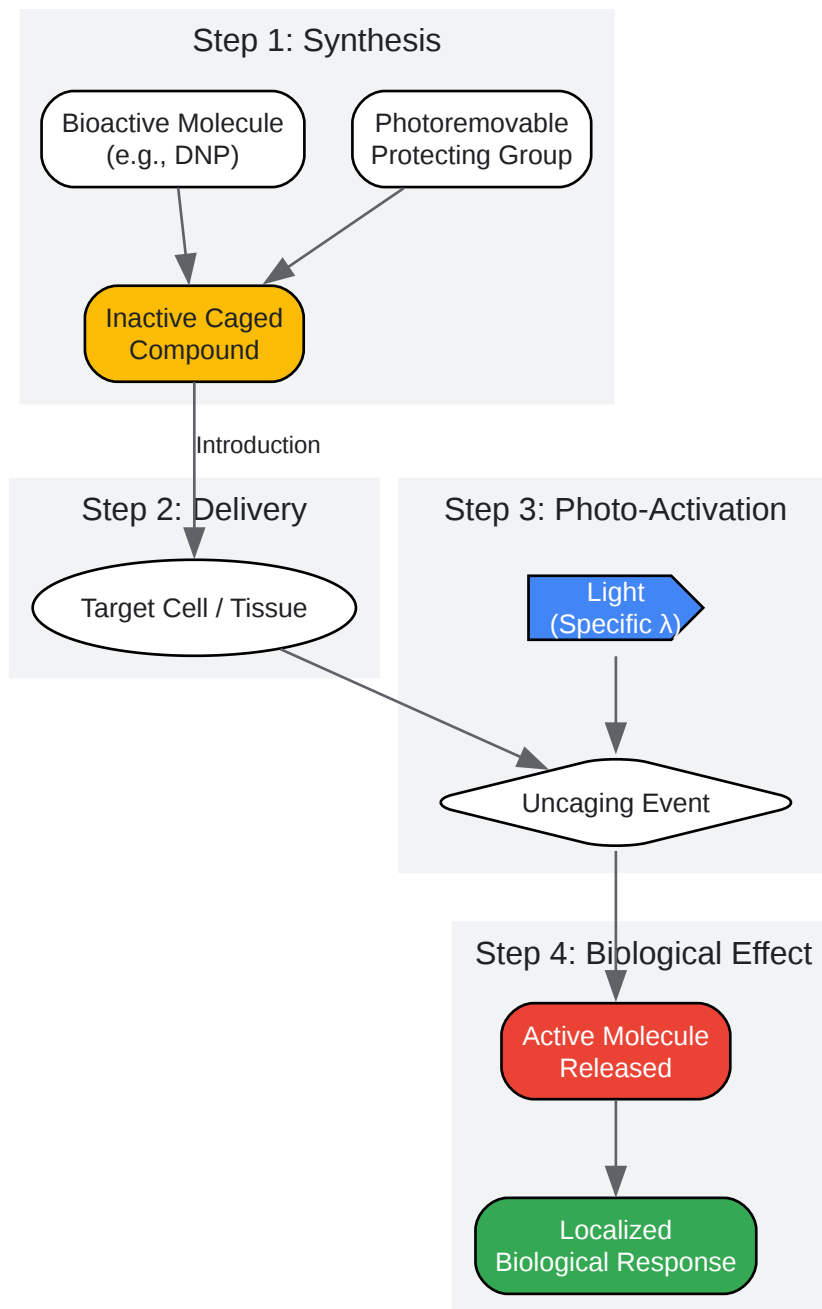 Step 1: Synthesis
Bioactive Molecule
(e.g., DNP)
Photoremovable
Protecting Group
Inactive Caged
Compound
Introduction
Step 2: Delivery
Target Cell / Tissue
Step 3: Photo-Activation
Light
(Specific λ)
Uncaging Event
Step 4: Biological Effect
Active Molecule
Released
Localized
Biological Response